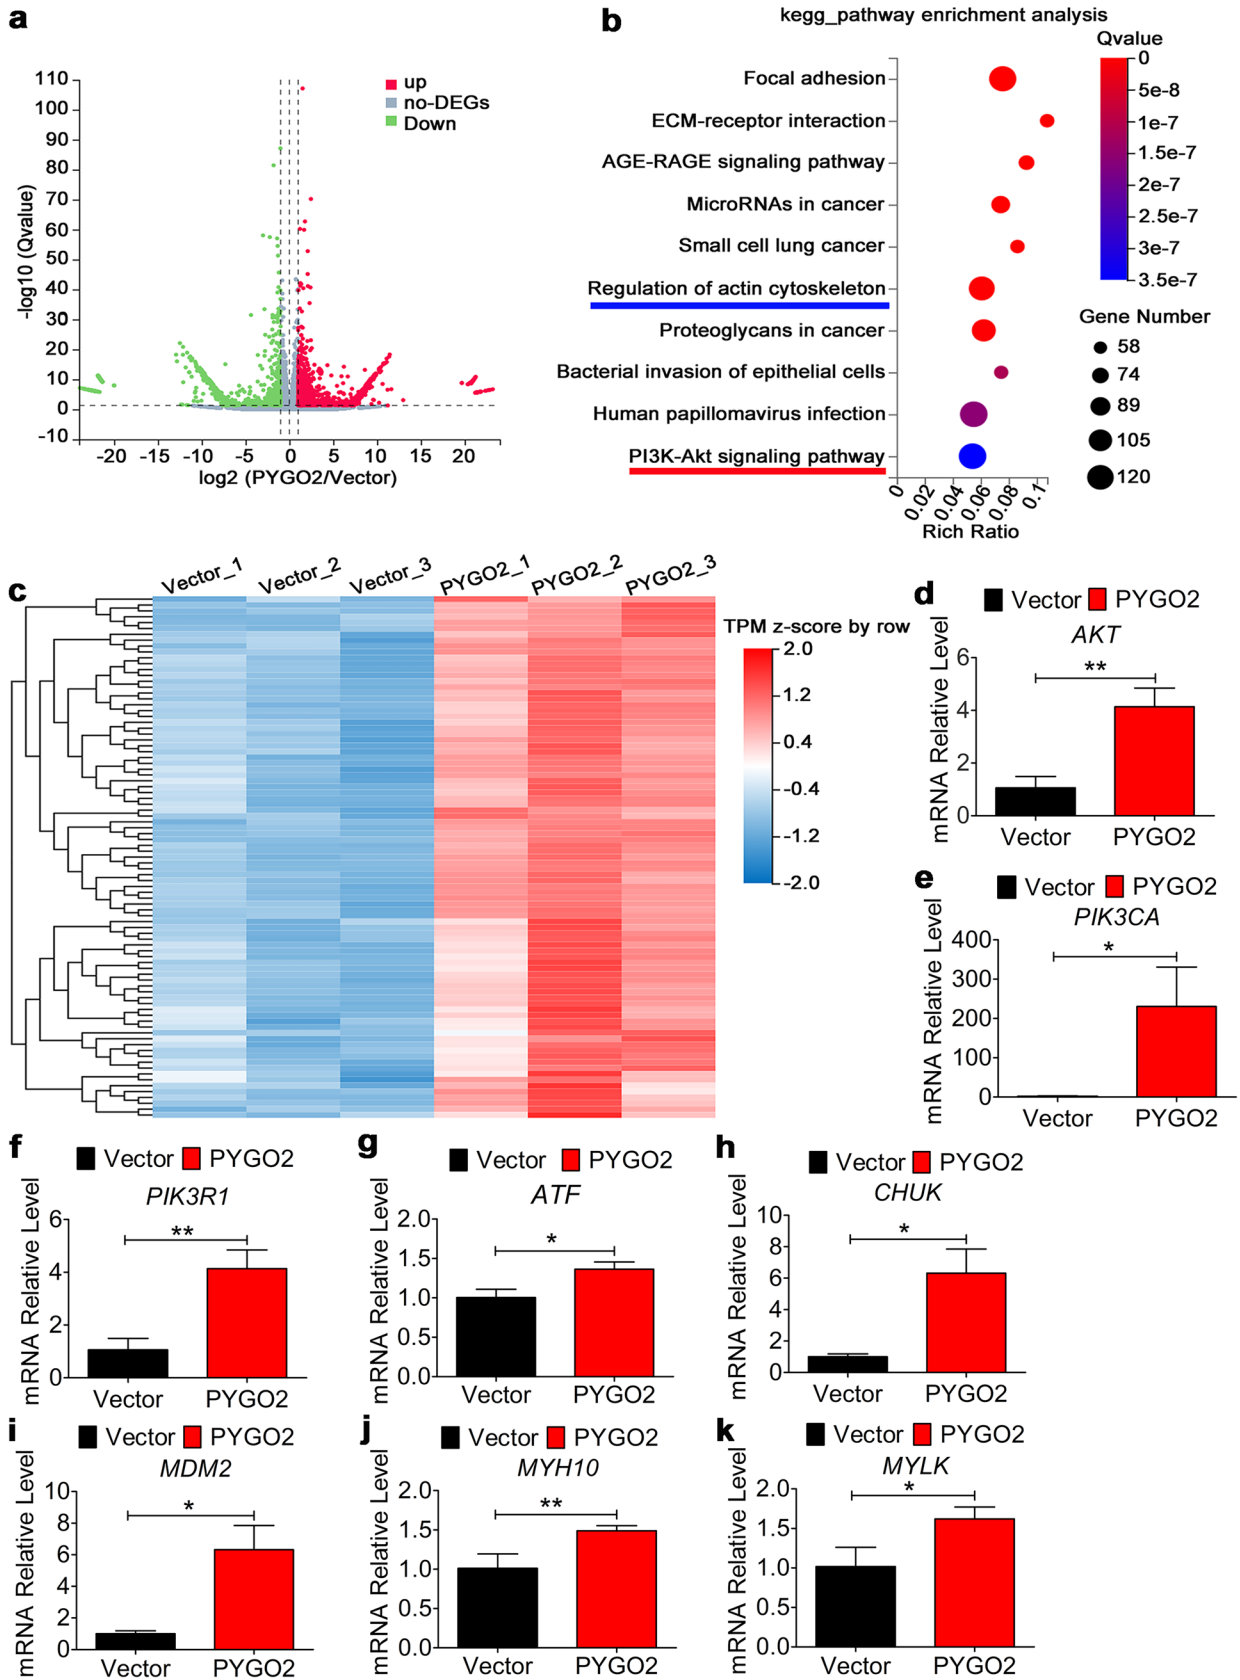 a
up
no-DEGs
Down
110
100
90
80
70
60
50
40
30
20
10
0
-10
-log10 (Qvalue)
-20 -15 -10 -5 0 5 10 15 20
log2 (PYGO2/Vector)
b
kegg_pathway enrichment analysis
Focal adhesion
ECM-receptor interaction
AGE-RAGE signaling pathway
MicroRNAs in cancer
Small cell lung cancer
Regulation of actin cytoskeleton
Proteoglycans in cancer
Bacterial invasion of epithelial cells
Human papillomavirus infection
PI3K-Akt signaling pathway
0 0.02 0.04 0.06 0.08 0.1
Rich Ratio
Qvalue
0
5e-8
1e-7
1.5e-7
2e-7
2.5e-7
3e-7
3.5e-7
Gene Number
58
74
89
105
120
c
Vector_1 Vector_2 Vector_3 PYGO2_1 PYGO2_2 PYGO2_3
TPM z-score by row
2.0
1.2
0.4
-0.4
-1.2
-2.0
d
Vector PYGO2
AKT
mRNA Relative Level
6
4
2
0
**
Vector PYGO2
e
Vector PYGO2
PIK3CA
mRNA Relative Level
400
300
200
100
0
*
Vector PYGO2
f
Vector PYGO2
PIK3R1
mRNA Relative Level
6
4
2
0
**
Vector PYGO2
g
Vector PYGO2
ATF
mRNA Relative Level
2.0
1.5
1.0
0.5
0.0
*
Vector PYGO2
h
Vector PYGO2
CHUK
mRNA Relative Level
10
8
6
4
2
0
*
Vector PYGO2
i
Vector PYGO2
MDM2
mRNA Relative Level
10
8
6
4
2
0
*
Vector PYGO2
j
Vector PYGO2
MYH10
mRNA Relative Level
2.0
1.5
1.0
0.5
0.0
**
Vector PYGO2
k
Vector PYGO2
MYLK
mRNA Relative Level
2.0
1.5
1.0
0.5
0.0
*
Vector PYGO2